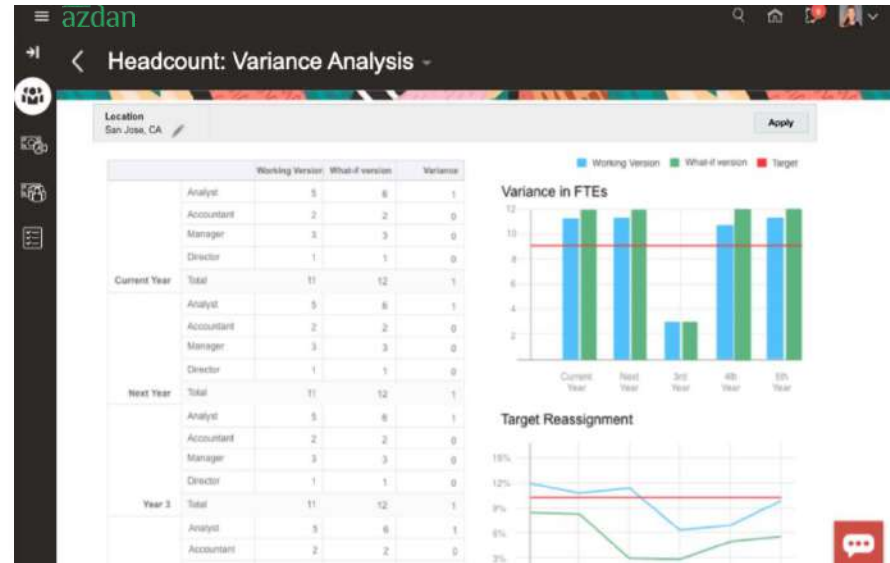 azdan
Headcount: Variance Analysis
Location
San Jose, CA
Apply
Working Version What-if version Variance
Analyst 5 6 1
Accountant 2 2 0
Manager 3 3 0
Director 1 1 0
Current Year Total 11 12 1
Analyst 5 6 1
Accountant 2 2 0
Manager 3 3 0
Director 1 1 0
Next Year Total 11 12 1
Analyst 5 6 1
Accountant 2 2 0
Manager 3 3 0
Director 1 1 0
Year 3 Total 11 12 1
Analyst 5 6 1
Accountant 2 2 0
Working Version What-if version Target
Variance in FTEs
12
10
8
6
4
2
Current Year Next Year 3rd Year 4th Year 5th Year
Target Reassignment
15%
12%
9%
6%
3%